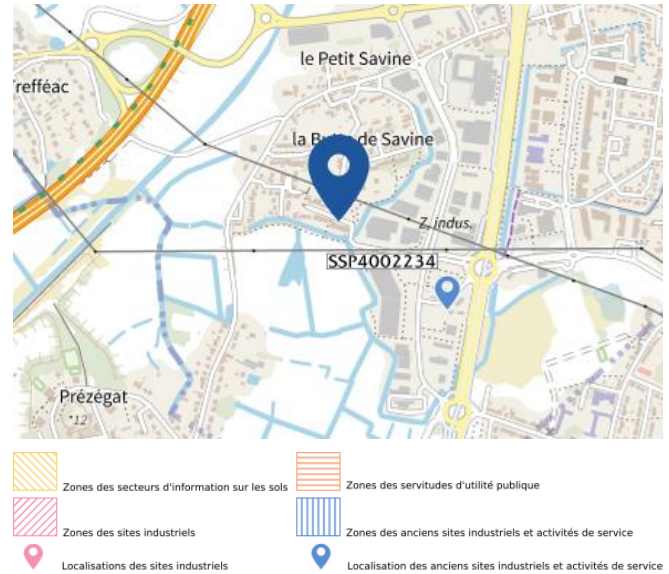 le Petit Savine
Trefféac
la Butte de Savine
Z. indus.
SSP4002234
Prézégat
12
Zones des secteurs d'information sur les sols
Zones des servitudes d'utilité publique
Zones des sites industriels
Zones des anciens sites industriels et activités de service
Localisations des sites industriels
Localisation des anciens sites industriels et activités de service